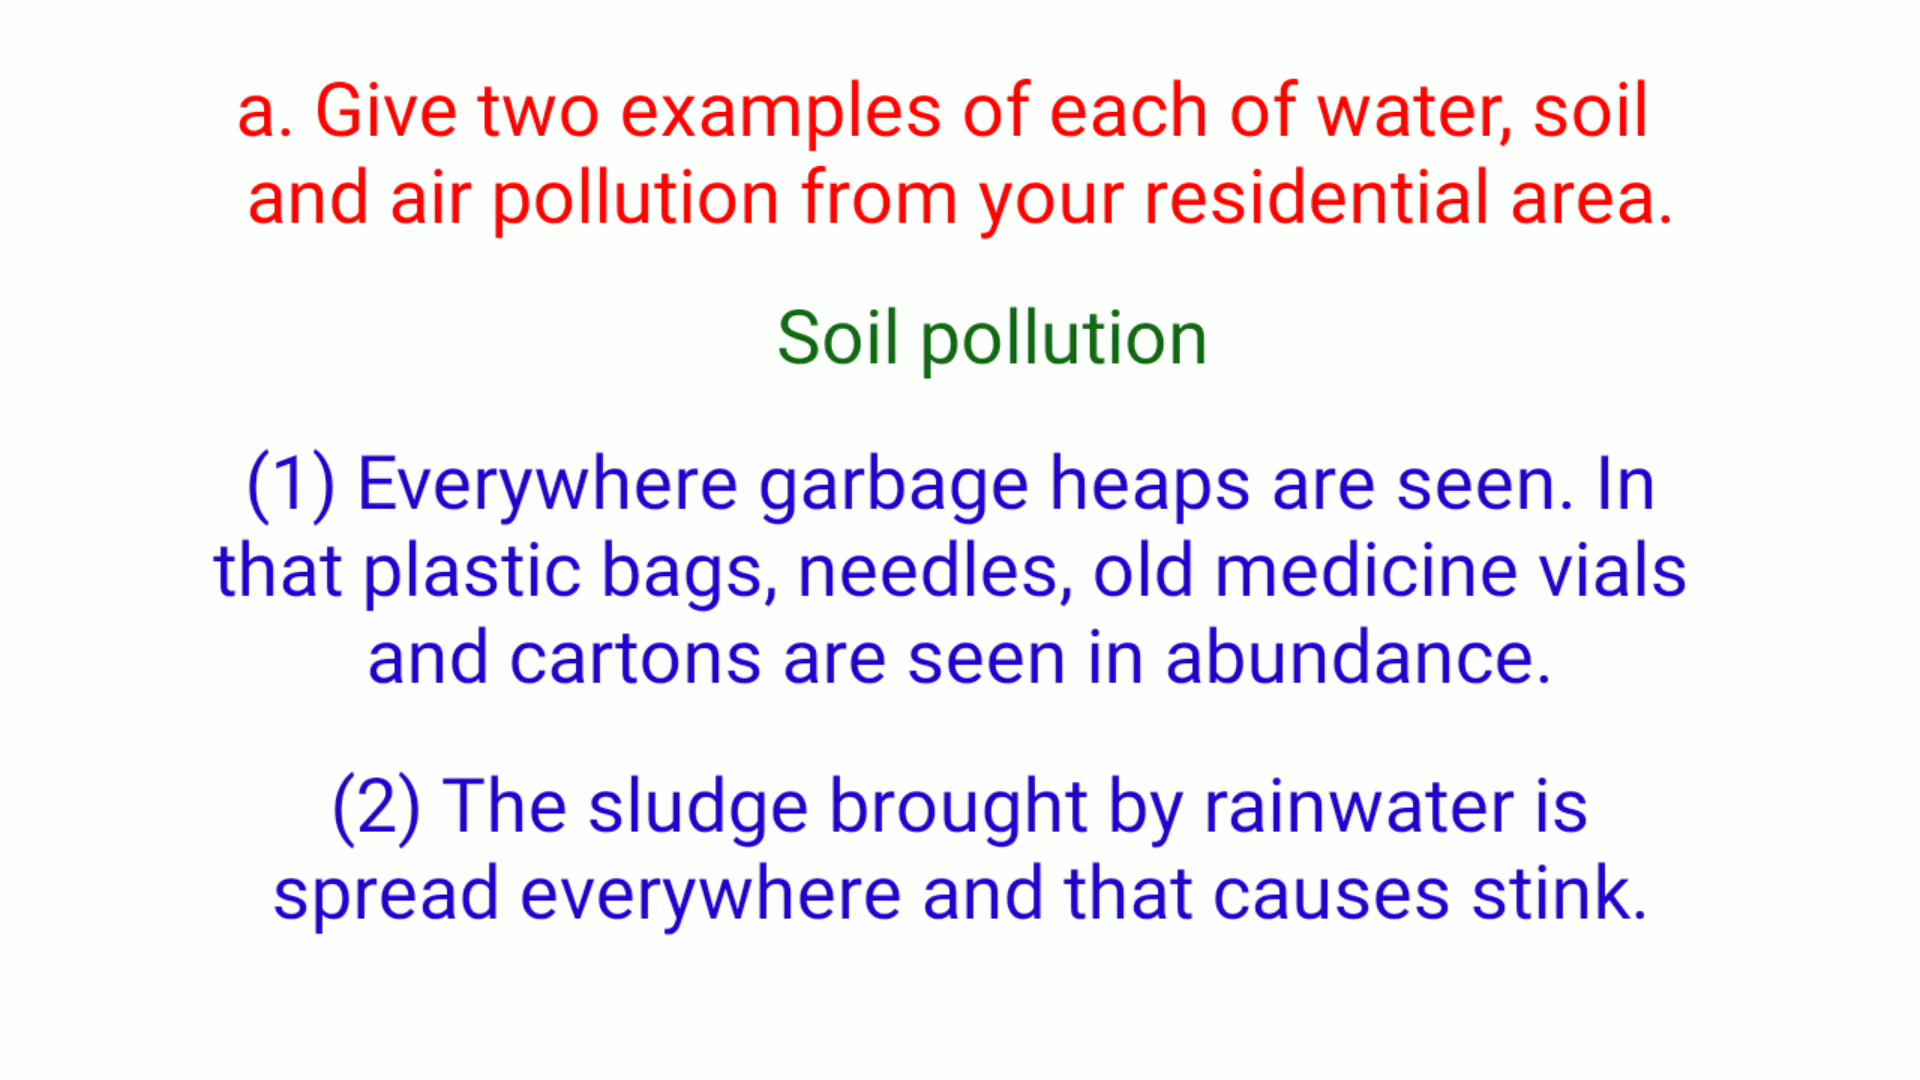 a. Give two examples of each of water, soil
and air pollution from your residential area.
Soil pollution
(1) Everywhere garbage heaps are seen. In
that plastic bags, needles, old medicine vials
and cartons are seen in abundance.
(2) The sludge brought by rainwater is
spread everywhere and that causes stink.